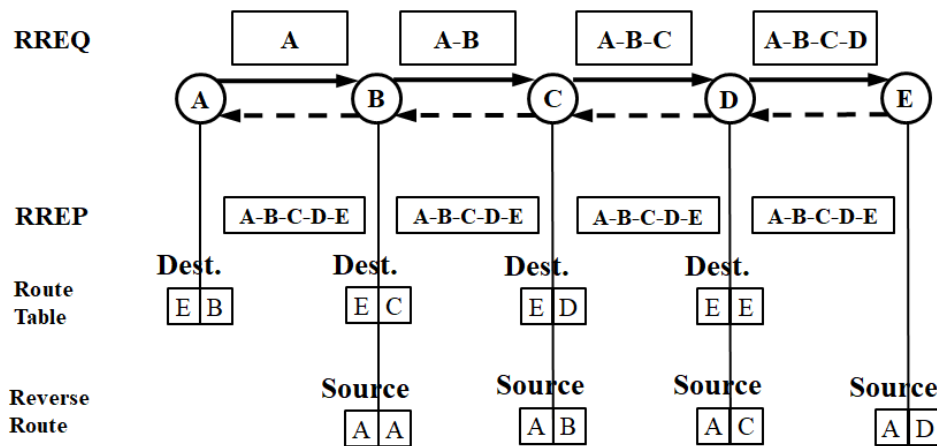 RREQ A A-B A-B-C A-B-C-D
A B C D E
RREP A-B-C-D-E A-B-C-D-E A-B-C-D-E A-B-C-D-E
Dest. Dest. Dest. Dest.
Route
Table
E B E C E D E E
Source Source Source Source
Reverse
Route
A A A B A C A D